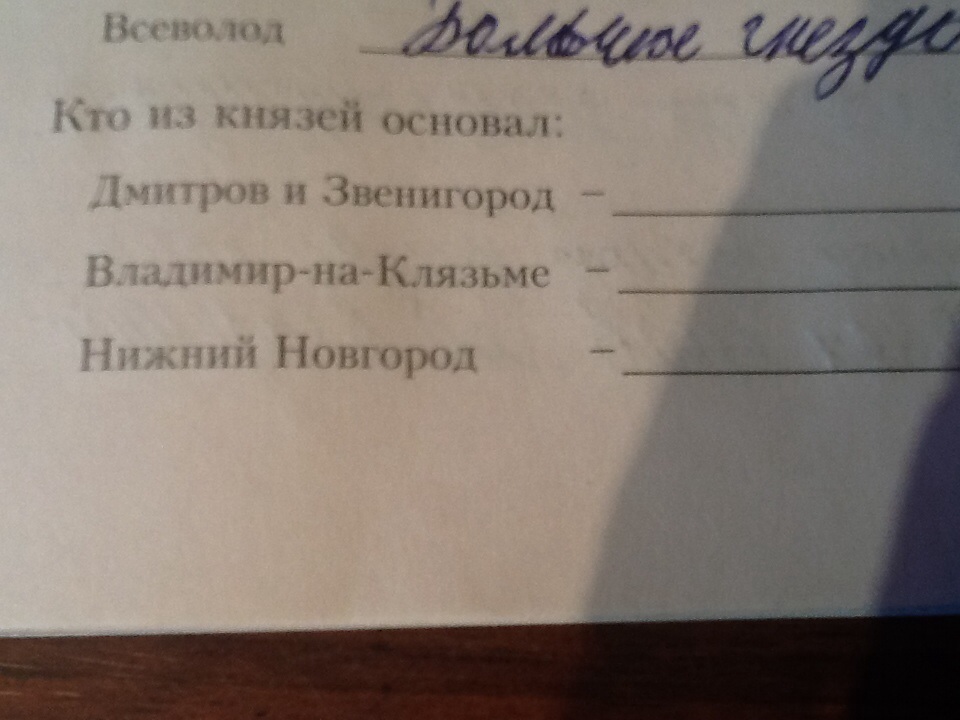 Всеволод Большое гнездо
Кто из князей основал:
Дмитров и Звенигород –
Владимир-на-Клязьме –
Нижний Новгород –